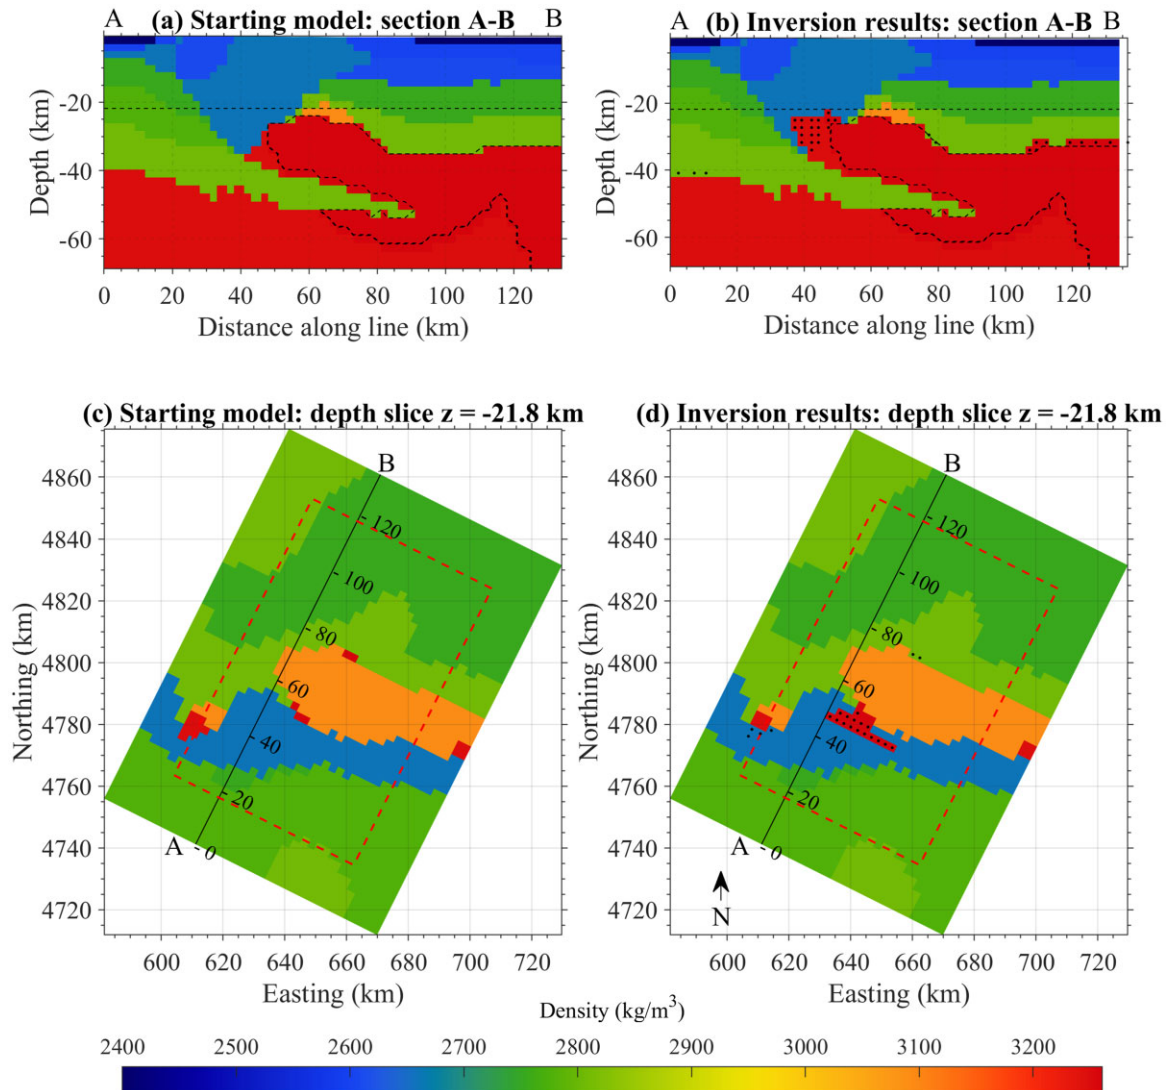 A (a) Starting model: section A-B B
Depth (km)
-20
-40
-60
0 20 40 60 80 100 120
Distance along line (km)
A (b) Inversion results: section A-B B
Depth (km)
-20
-40
-60
0 20 40 60 80 100 120
Distance along line (km)
(c) Starting model: depth slice z = -21.8 km
Northing (km)
4860
4840
4820
4800
4780
4760
4740
4720
B
120
100
80
60
40
20
A 0
600 620 640 660 680 700 720
Easting (km)
(d) Inversion results: depth slice z = -21.8 km
Northing (km)
4860
4840
4820
4800
4780
4760
4740
4720
B
120
100
80
60
40
20
A 0
N
600 620 640 660 680 700 720
Easting (km)
Density (kg/m³)
2400 2500 2600 2700 2800 2900 3000 3100 3200